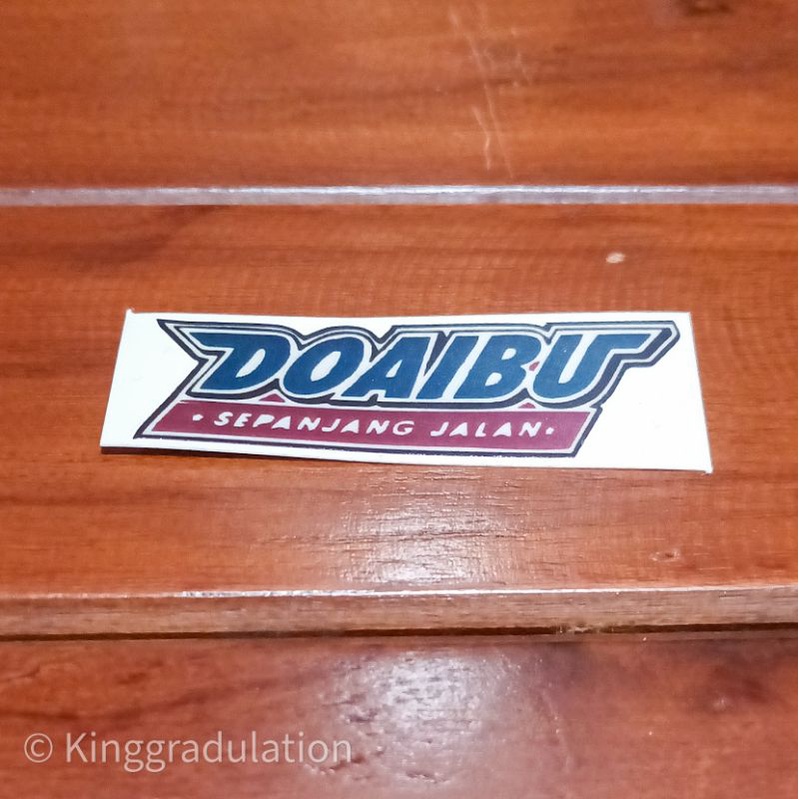 DOAIBU
• SEPANJANG JALAN •
© Kinggradulation